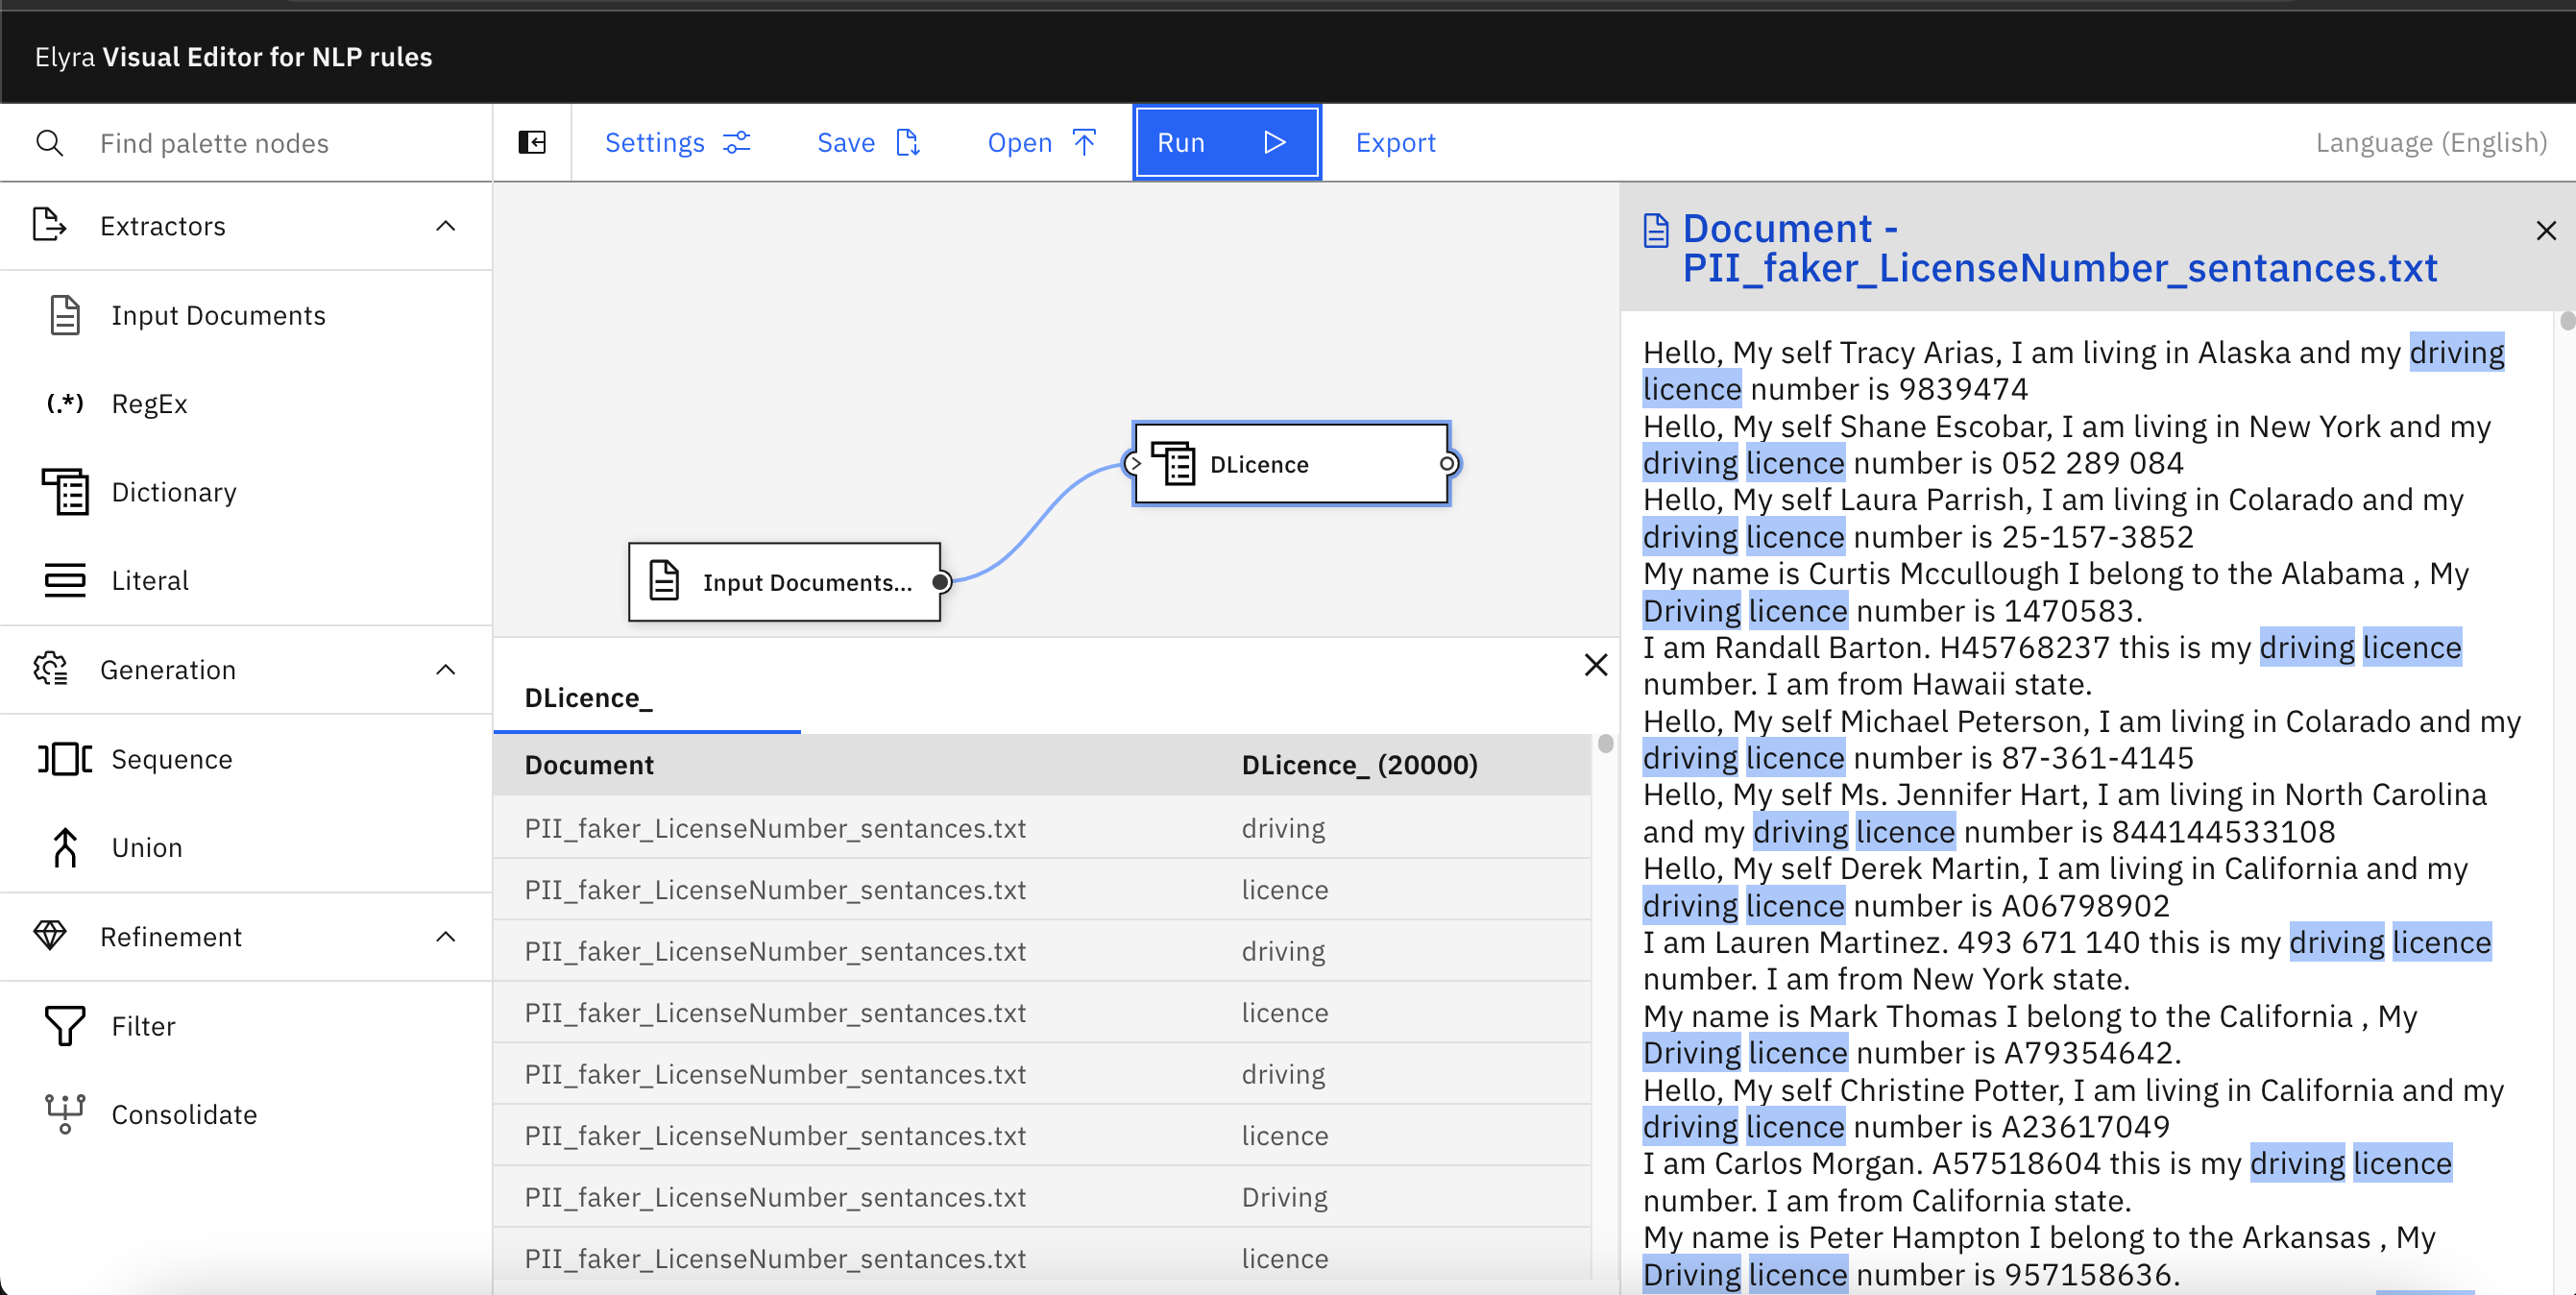 Elyra Visual Editor for NLP rules
Find palette nodes
Settings
Save
Open
Run
Export
Language (English)
Extractors
Input Documents
(.*) RegEx
Dictionary
Literal
Generation
Sequence
Union
Refinement
Filter
Consolidate
DLicence
Input Documents...
DLicence_
Document DLicence_ (20000)
PII_faker_LicenseNumber_sentances.txt driving
PII_faker_LicenseNumber_sentances.txt licence
PII_faker_LicenseNumber_sentances.txt driving
PII_faker_LicenseNumber_sentances.txt licence
PII_faker_LicenseNumber_sentances.txt driving
PII_faker_LicenseNumber_sentances.txt licence
PII_faker_LicenseNumber_sentances.txt Driving
PII_faker_LicenseNumber_sentances.txt licence
Document -
PII_faker_LicenseNumber_sentances.txt
Hello, My self Tracy Arias, I am living in Alaska and my driving
licence number is 9839474
Hello, My self Shane Escobar, I am living in New York and my
driving licence number is 052 289 084
Hello, My self Laura Parrish, I am living in Colarado and my
driving licence number is 25-157-3852
My name is Curtis Mccullough I belong to the Alabama , My
Driving licence number is 1470583.
I am Randall Barton. H45768237 this is my driving licence
number. I am from Hawaii state.
Hello, My self Michael Peterson, I am living in Colarado and my
driving licence number is 87-361-4145
Hello, My self Ms. Jennifer Hart, I am living in North Carolina
and my driving licence number is 844144533108
Hello, My self Derek Martin, I am living in California and my
driving licence number is A06798902
I am Lauren Martinez. 493 671 140 this is my driving licence
number. I am from New York state.
My name is Mark Thomas I belong to the California , My
Driving licence number is A79354642.
Hello, My self Christine Potter, I am living in California and my
driving licence number is A23617049
I am Carlos Morgan. A57518604 this is my driving licence
number. I am from California state.
My name is Peter Hampton I belong to the Arkansas , My
Driving licence number is 957158636.